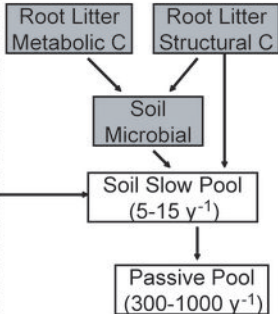 Root Litter
Metabolic C
Root Litter
Structural C
Soil
Microbial
Soil Slow Pool
(5-15 y⁻¹)
Passive Pool
(300-1000 y⁻¹)